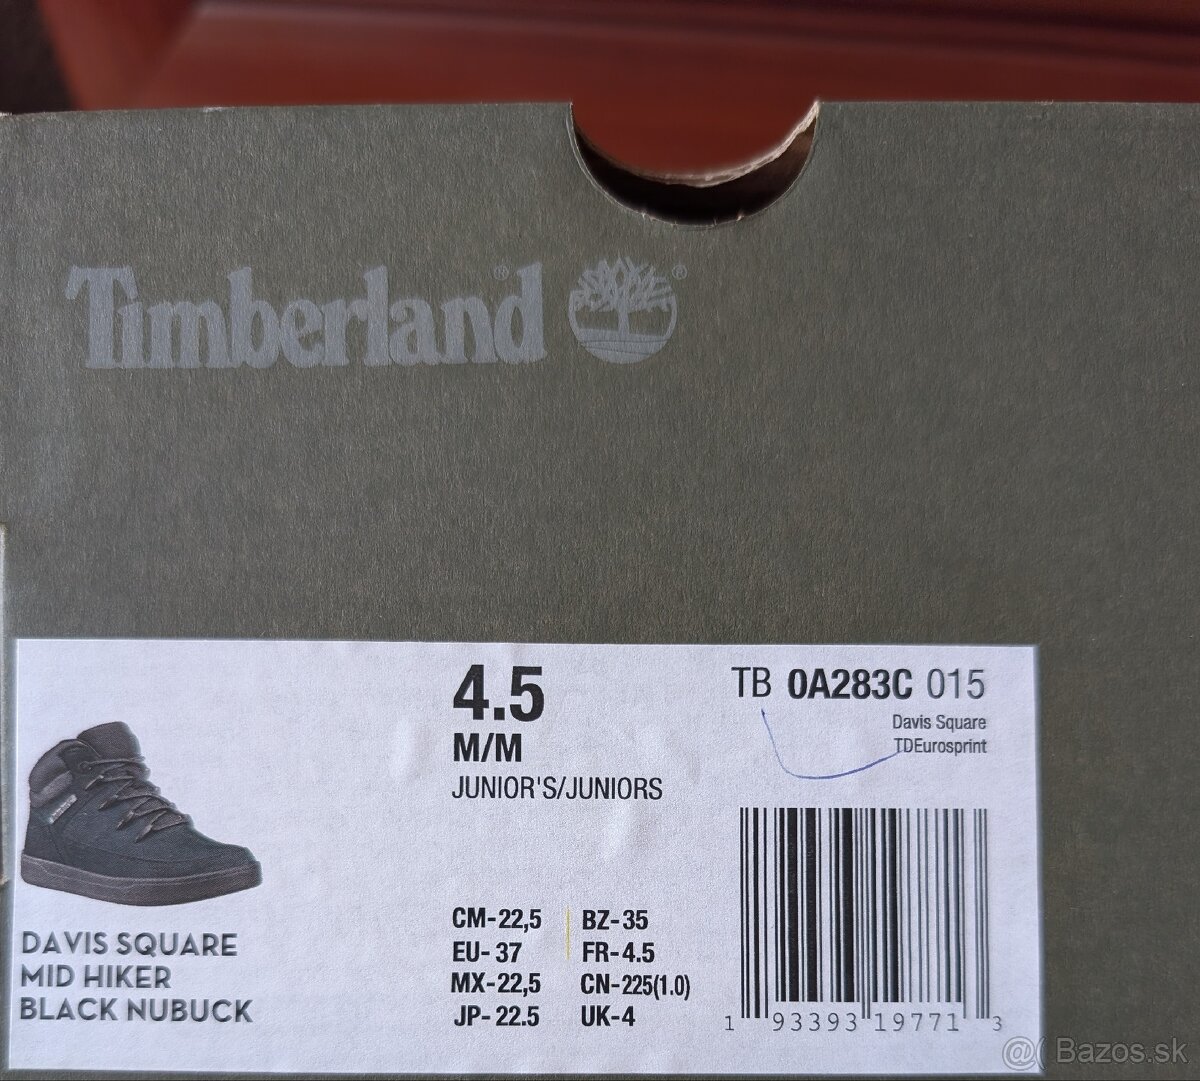 Timberland®
®
4.5
M/M
JUNIOR'S/JUNIORS
TB 0A283C 015
Davis Square
TDEurosprint
DAVIS SQUARE
MID HIKER
BLACK NUBUCK
CM-22,5 BZ-35
EU- 37 FR-4.5
MX-22,5 CN-225(1.0)
JP- 22.5 UK-4
1 93393 19771 3
@( Bazos.sk